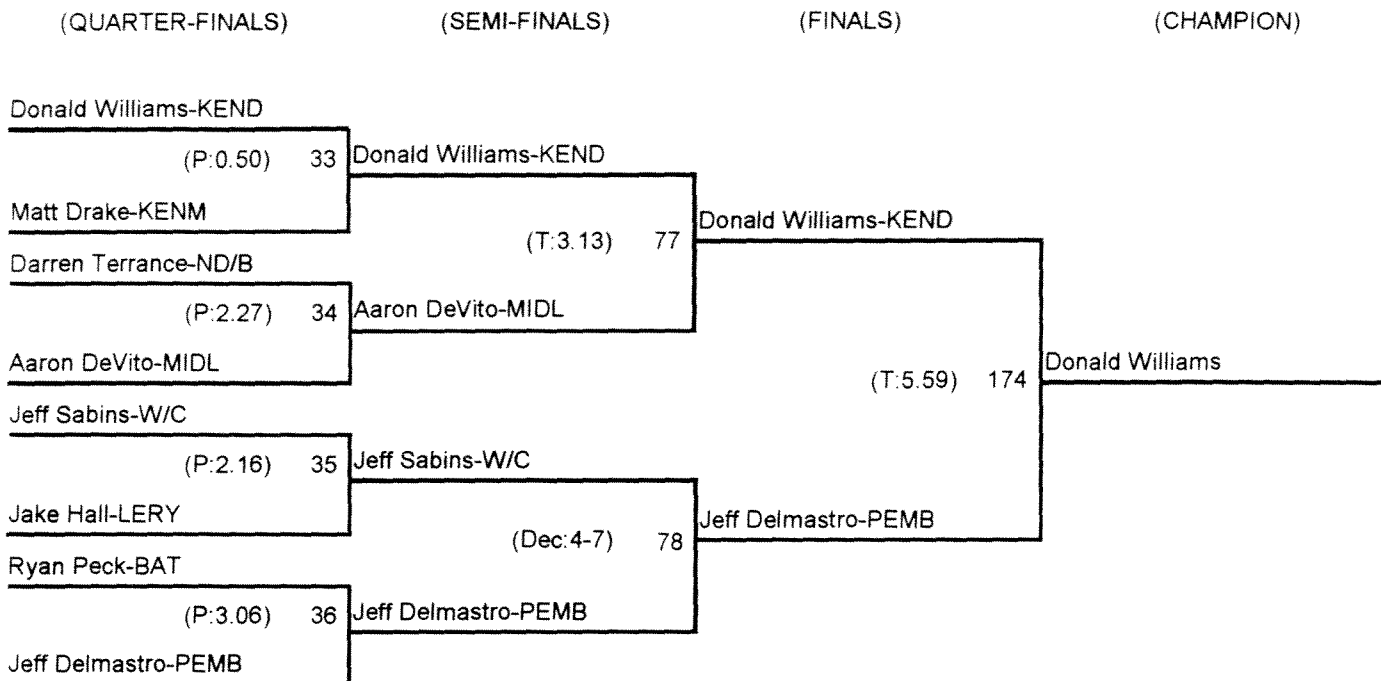 (QUARTER-FINALS) (SEMI-FINALS) (FINALS) (CHAMPION)
Donald Williams-KEND
(P:0.50) 33 Donald Williams-KEND
Matt Drake-KENM
(T:3.13) 77 Donald Williams-KEND
Darren Terrance-ND/B
(P:2.27) 34 Aaron DeVito-MIDL
Aaron DeVito-MIDL
(T:5.59) 174 Donald Williams
Jeff Sabins-W/C
(P:2.16) 35 Jeff Sabins-W/C
Jake Hall-LERY
(Dec:4-7) 78 Jeff Delmastro-PEMB
Ryan Peck-BAT
(P:3.06) 36 Jeff Delmastro-PEMB
Jeff Delmastro-PEMB